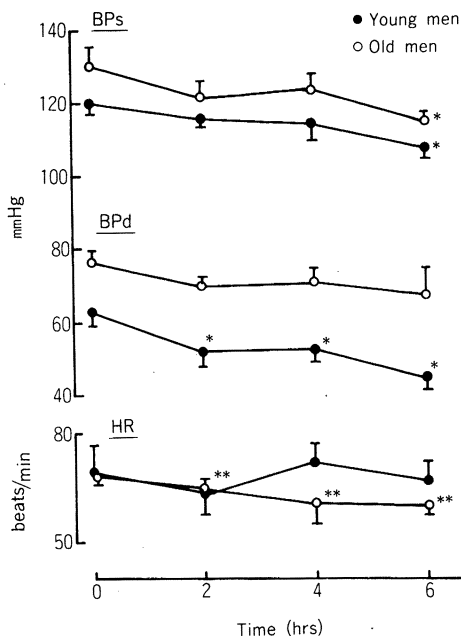 BPs
● Young men
○ Old men
140
120
100
80
60
40
mmHg
*
*
BPd
*
*
*
HR
80
50
beats/min
**
**
**
0 2 4 6
Time (hrs)